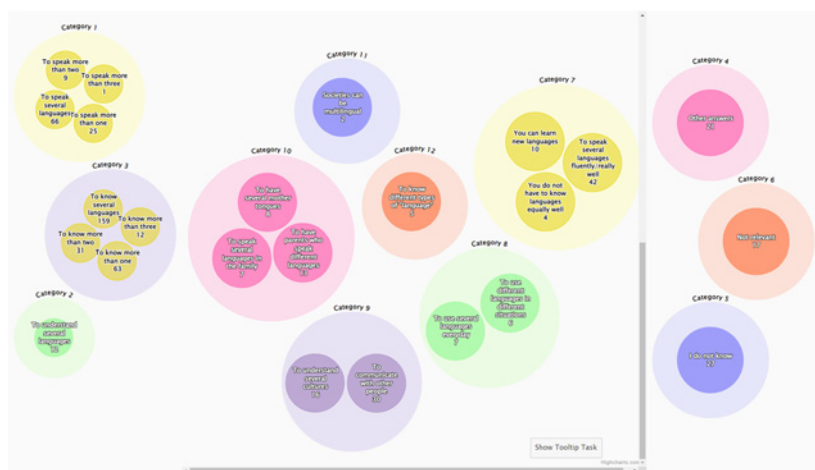 Category 1
To speak more
than two
9
To speak more
than three
1
To speak
several
languages
66
To speak more
than one
25
Category 3
To know
several
languages
159
To know more
than three
12
To know more
than two
31
To know more
than one
63
Category 2
To understand
several
languages
12
Category 11
Societies can
be
multilingual
2
Category 10
To have
several mother
tongues
8
To speak
several
languages in
the family
7
To have
parents who
speak
different
languages
Category 12
To know
different types
of language
5
Category 7
You can learn
new languages
10
To speak
several
languages
fluently/really
well
42
You do not
have to know
languages
equally well
4
Category 8
To use
different
languages in
different
situations
6
To use several
languages
everyday
7
Category 9
To understand
several
cultures
16
To
communicate
with other
people
30
Category 4
Other answers
Category 6
Not relevant
Category 5
I do not know
Show Tooltip Task
Highcharts.com